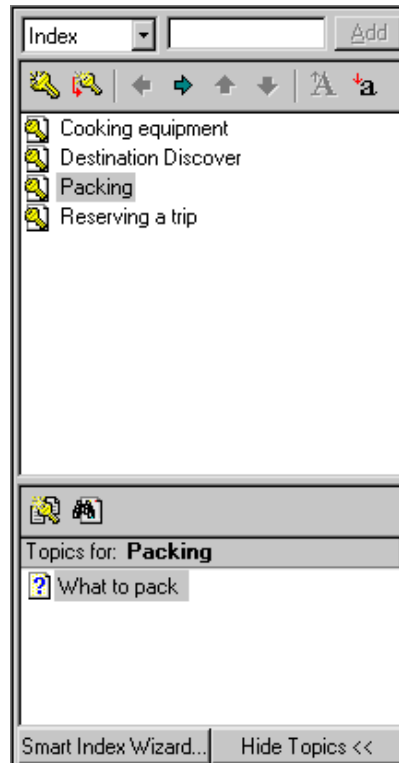 Index Add
A a
Cooking equipment
Destination Discover
Packing
Reserving a trip
Topics for: Packing
? What to pack
Smart Index Wizard... Hide Topics <<